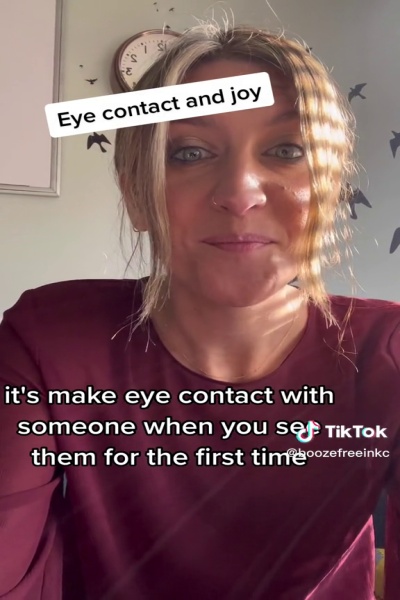 Eye contact and joy
it's make eye contact with
someone when you see
them for the first time
TikTok
@boozefreeinkc